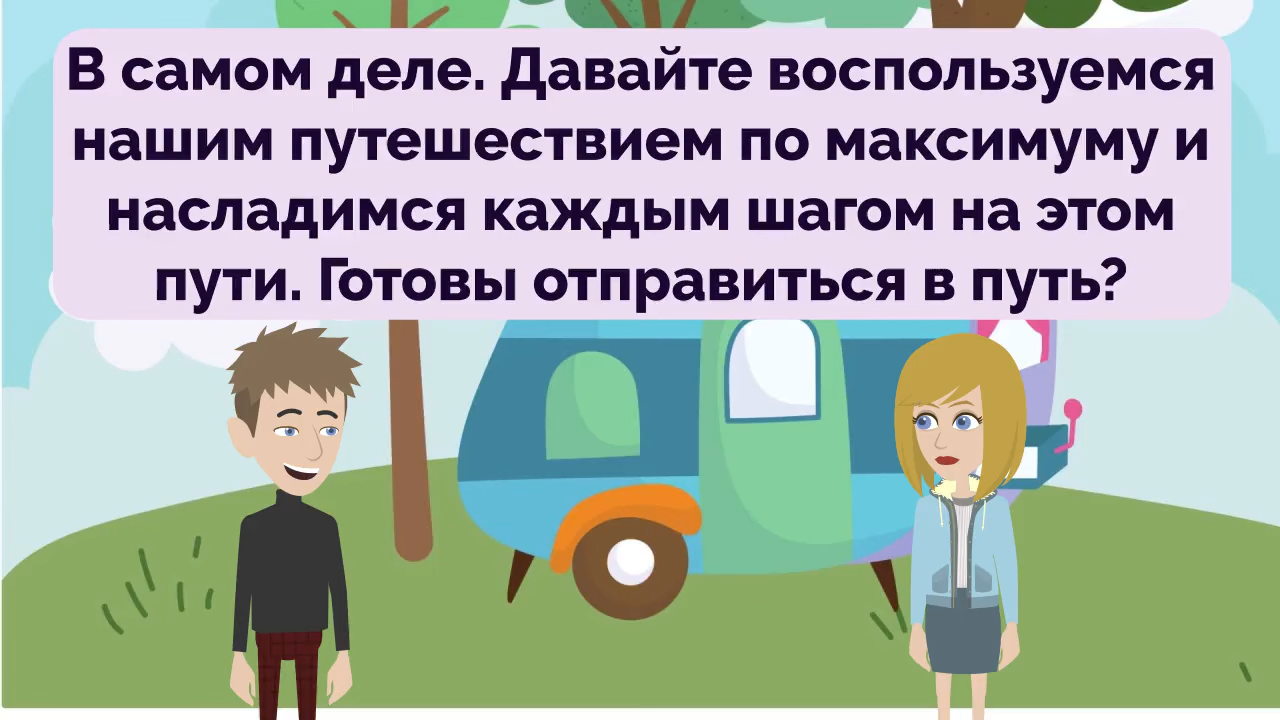 В самом деле. Давайте воспользуемся
нашим путешествием по максимуму и
насладимся каждым шагом на этом
пути. Готовы отправиться в путь?